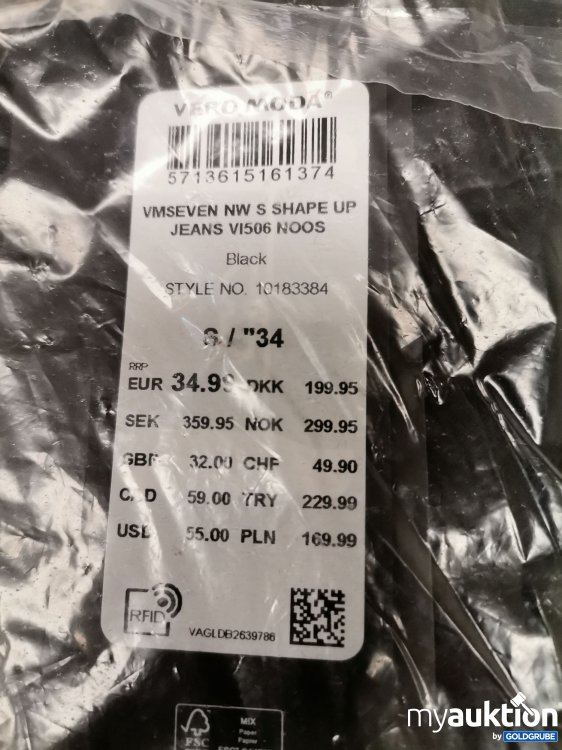 VERO MODA®
5713615161374
VMSEVEN NW S SHAPE UP
JEANS VI506 NOOS
Black
STYLE NO. 10183384
S / "34
RRP
EUR 34.99 DKK 199.95
SEK 359.95 NOK 299.95
GBP 32.00 CHF 49.90
CAD 59.00 TRY 229.99
USD 55.00 PLN 169.99
RFID
VAGLDB2639786
FSC
MIX
Paper
myauktion
by GOLDGRUBE